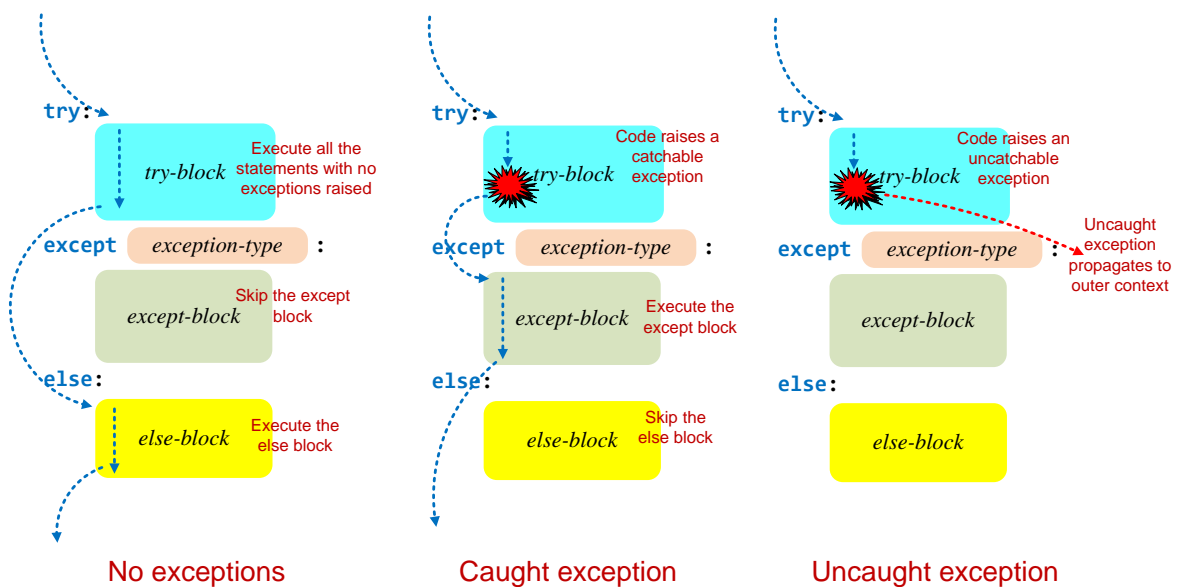 try:
Execute all the
statements with no
exceptions raised
try-block
except exception-type :
Skip the except
block
except-block
else:
Execute the
else block
else-block
No exceptions
try:
Code raises a
catchable
exception
try-block
except exception-type :
Execute the
except block
except-block
else:
Skip the
else block
else-block
Caught exception
try:
Code raises an
uncatchable
exception
try-block
except exception-type :
Uncaught
exception
propagates to
outer context
except-block
else:
else-block
Uncaught exception